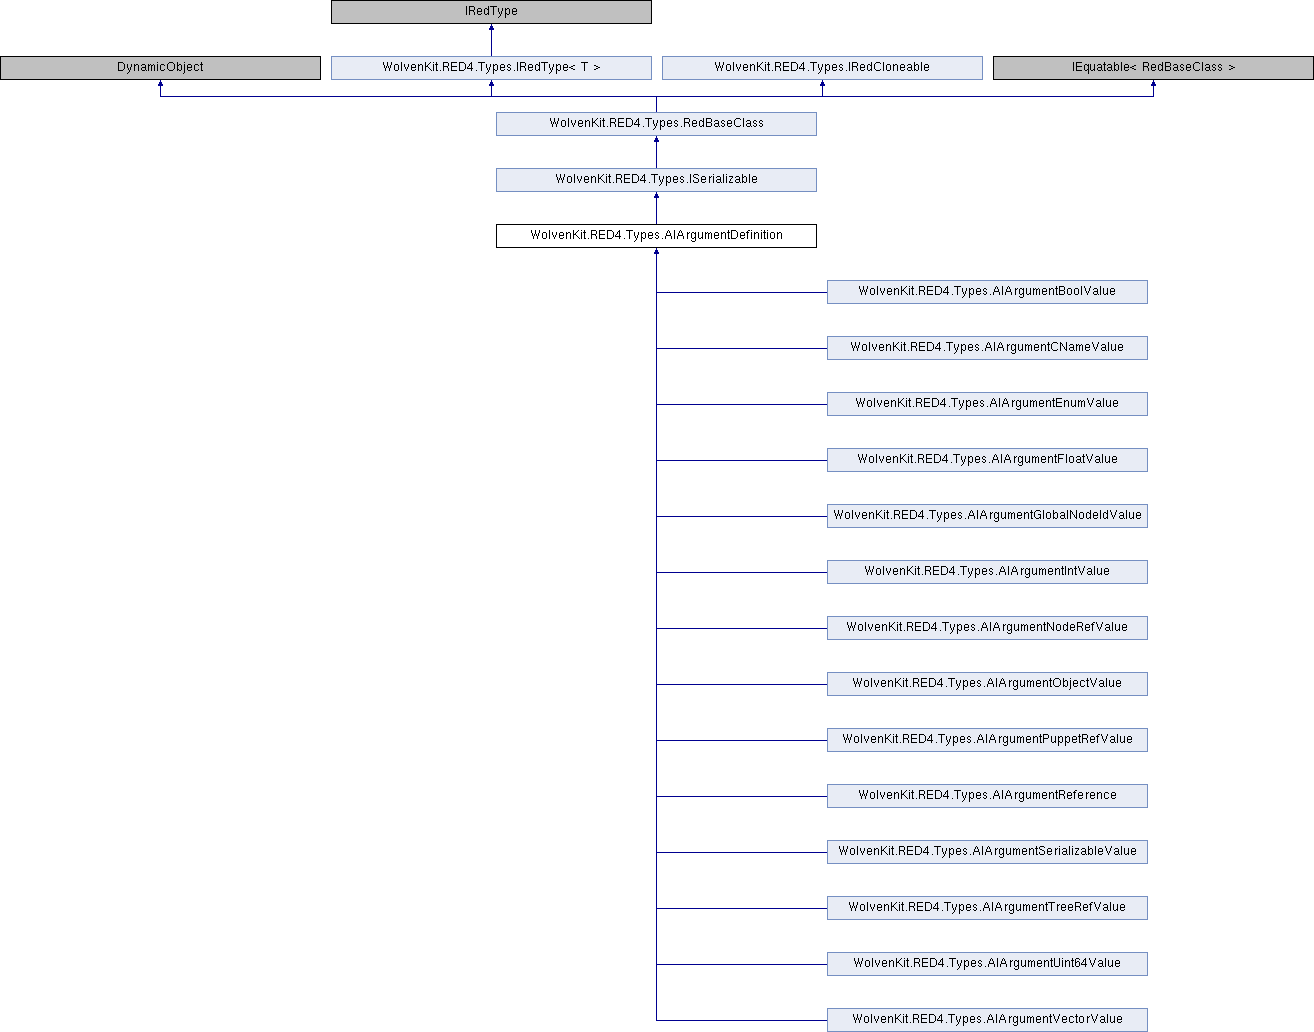 IRedType
DynamicObject
WolvenKit.RED4.Types.IRedType< T >
WolvenKit.RED4.Types.IRedCloneable
IEquatable< RedBaseClass >
WolvenKit.RED4.Types.RedBaseClass
WolvenKit.RED4.Types.ISerializable
WolvenKit.RED4.Types.AIArgumentDefinition
WolvenKit.RED4.Types.AIArgumentBoolValue
WolvenKit.RED4.Types.AIArgumentCNameValue
WolvenKit.RED4.Types.AIArgumentEnumValue
WolvenKit.RED4.Types.AIArgumentFloatValue
WolvenKit.RED4.Types.AIArgumentGlobalNodeIdValue
WolvenKit.RED4.Types.AIArgumentIntValue
WolvenKit.RED4.Types.AIArgumentNodeRefValue
WolvenKit.RED4.Types.AIArgumentObjectValue
WolvenKit.RED4.Types.AIArgumentPuppetRefValue
WolvenKit.RED4.Types.AIArgumentReference
WolvenKit.RED4.Types.AIArgumentSerializableValue
WolvenKit.RED4.Types.AIArgumentTreeRefValue
WolvenKit.RED4.Types.AIArgumentUint64Value
WolvenKit.RED4.Types.AIArgumentVectorValue